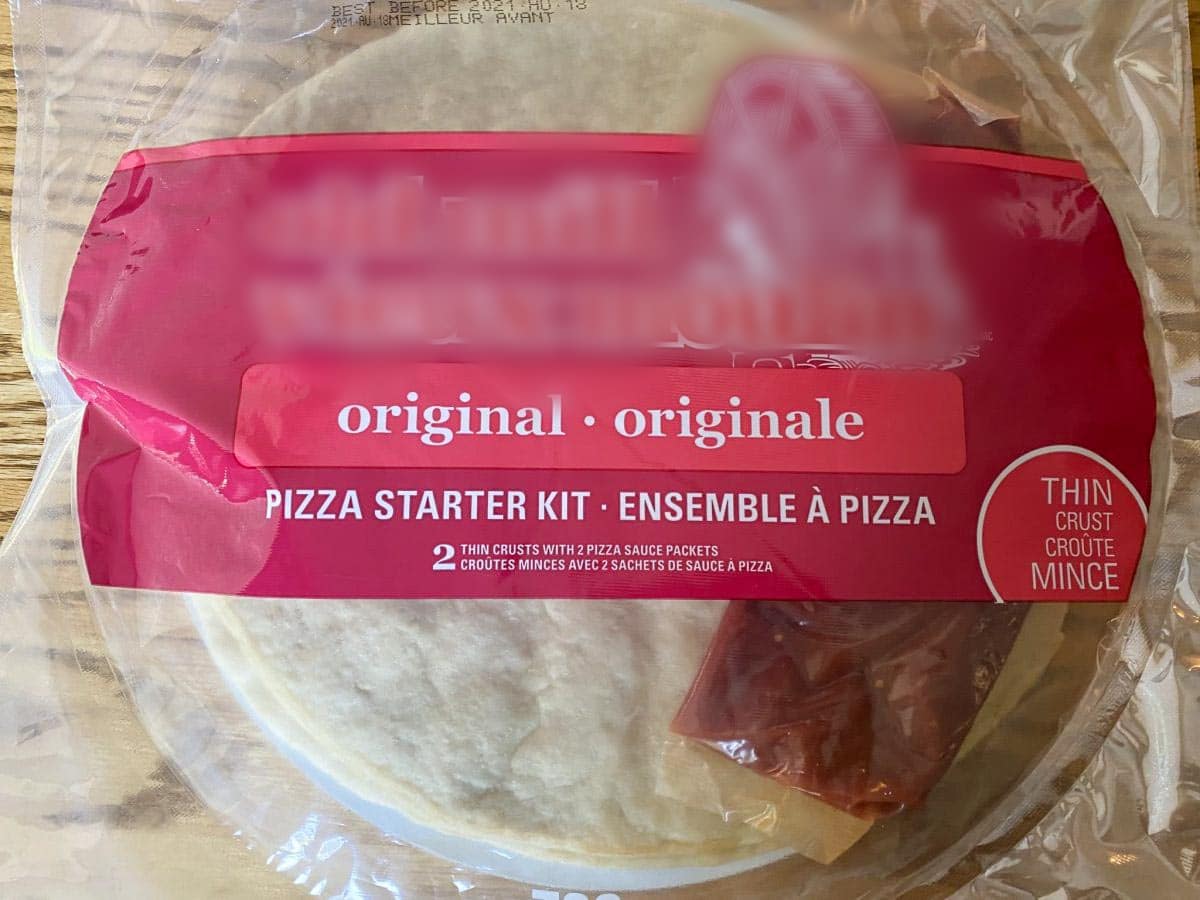 BEST BEFORE 2021 AU 18
2021 AU 18 MEILLEUR AVANT
original · originale
PIZZA STARTER KIT · ENSEMBLE À PIZZA
2 THIN CRUSTS WITH 2 PIZZA SAUCE PACKETS
CROÛTES MINCES AVEC 2 SACHETS DE SAUCE À PIZZA
THIN
CRUST
CROÛTE
MINCE